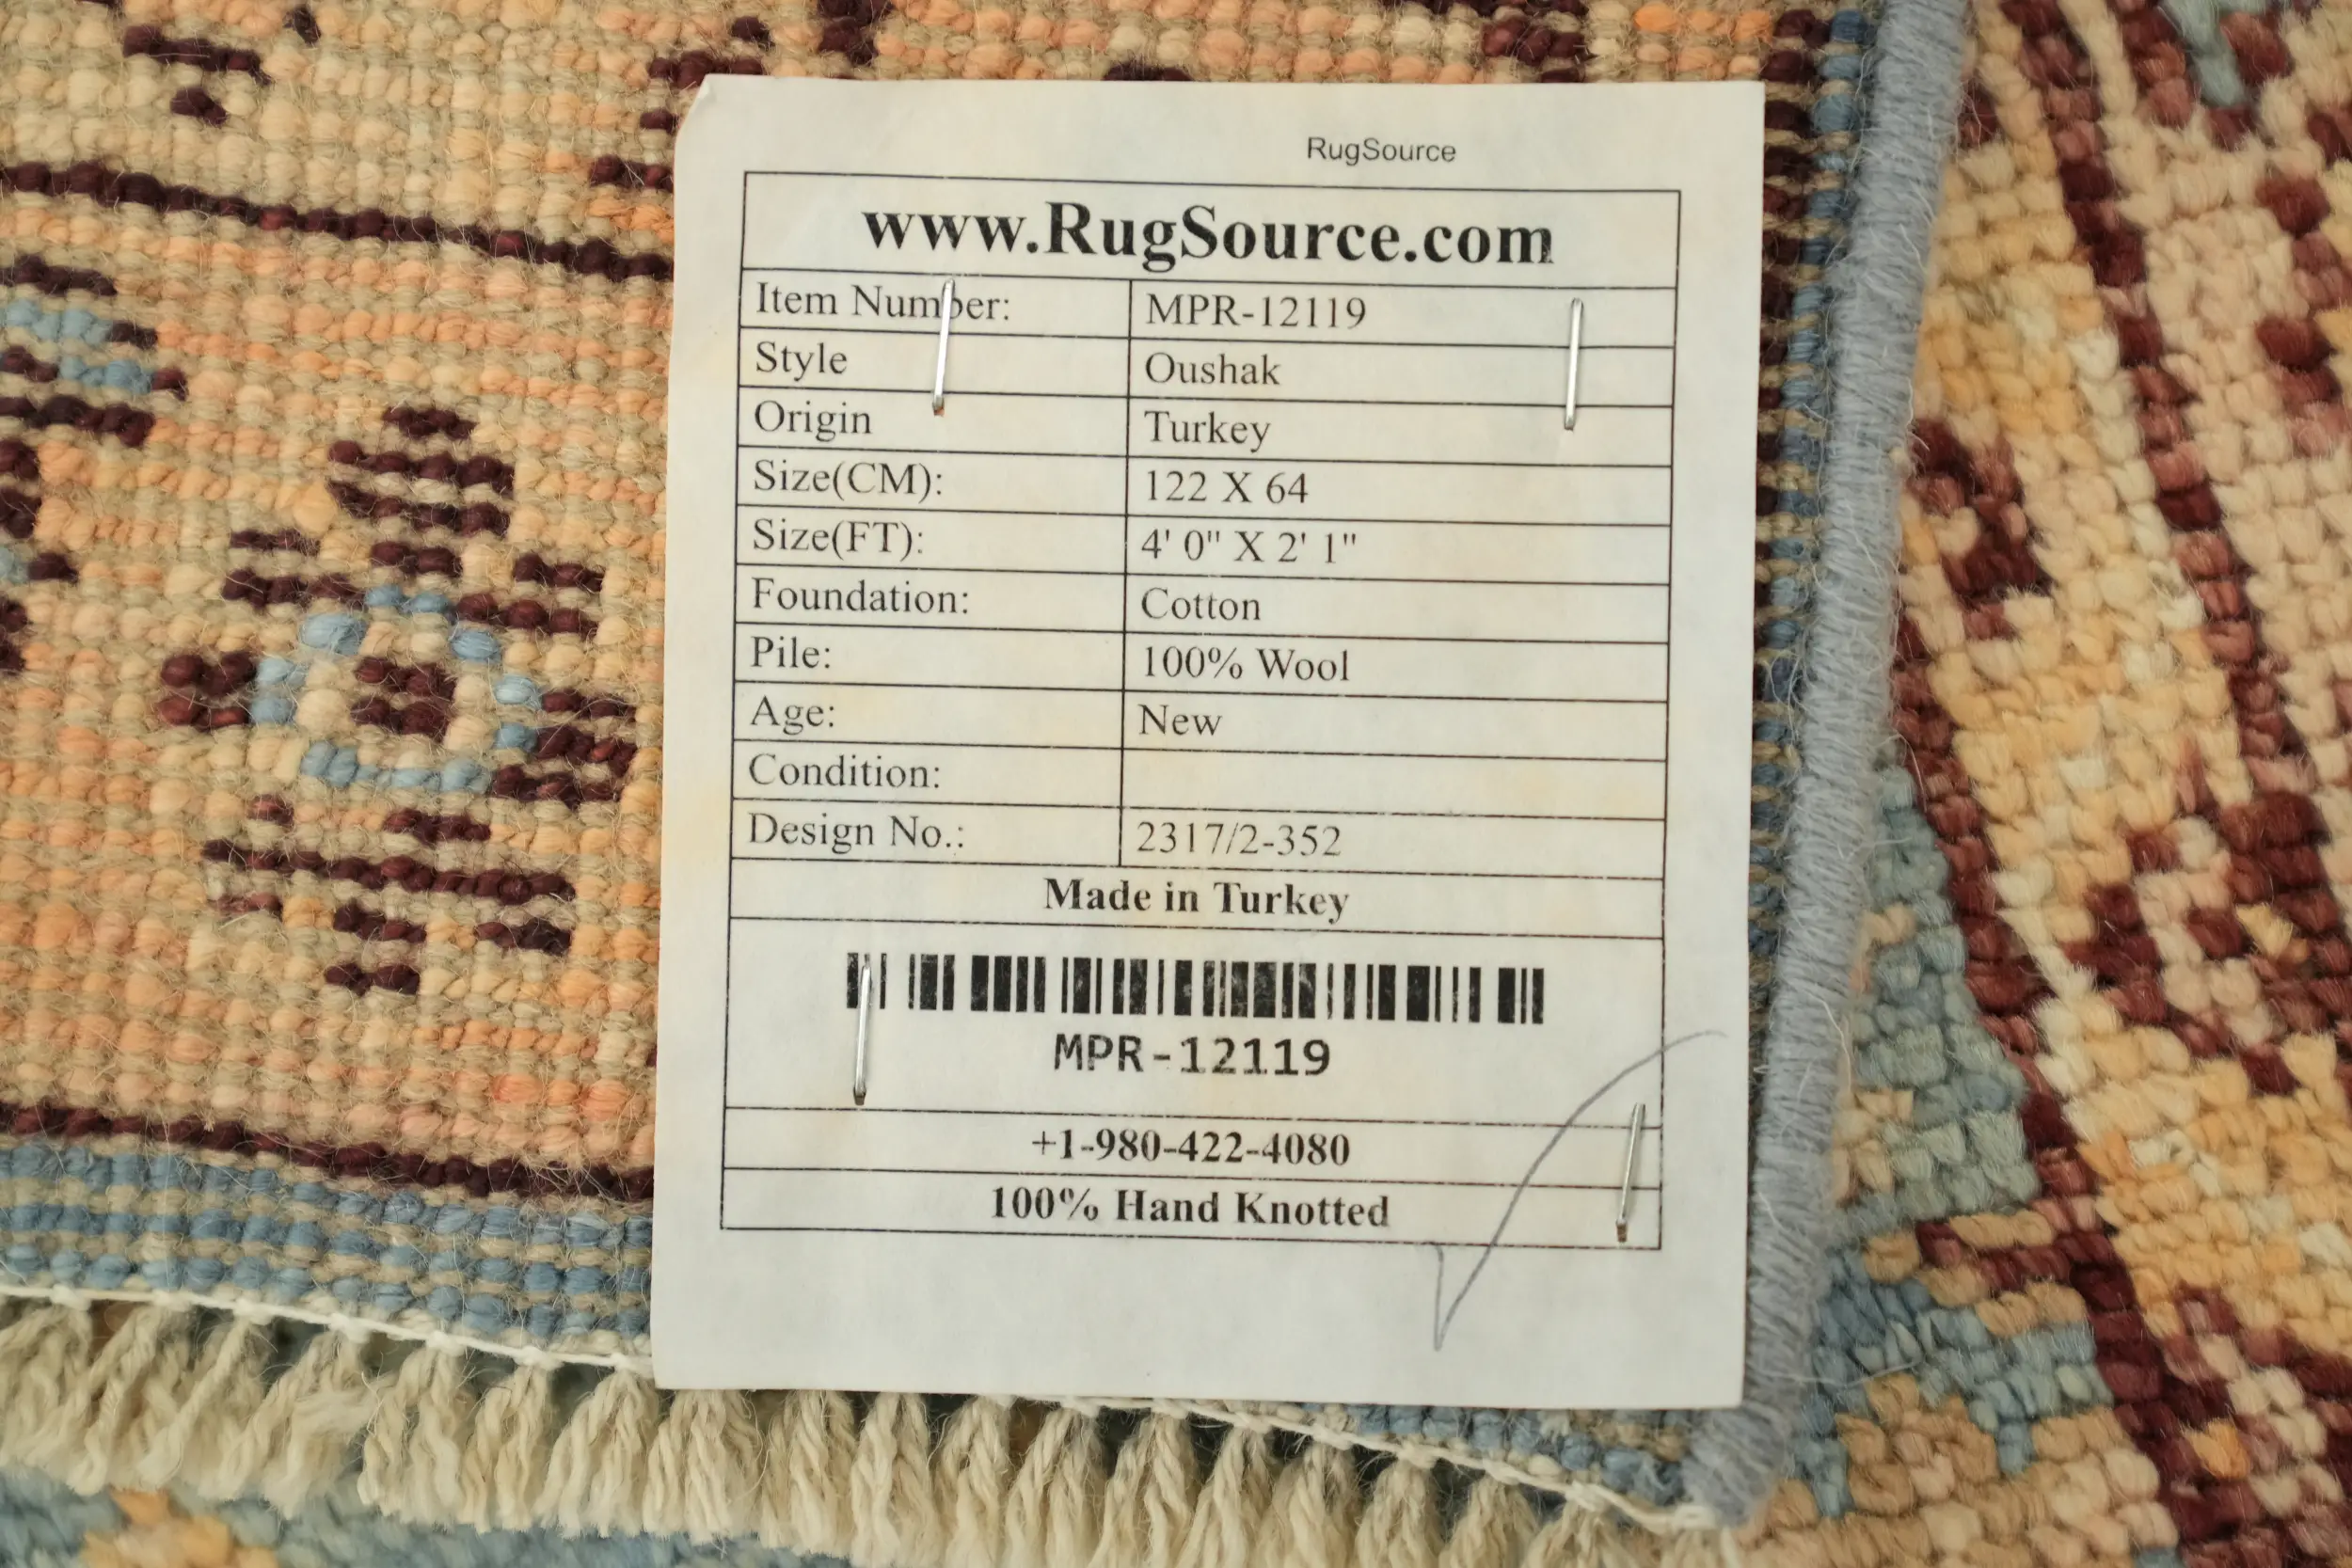 RugSource
www.RugSource.com
Item Number: MPR-12119
Style Oushak
Origin Turkey
Size(CM): 122 X 64
Size(FT): 4' 0" X 2' 1"
Foundation: Cotton
Pile: 100% Wool
Age: New
Condition:
Design No.: 2317/2-352
Made in Turkey
MPR-12119
+1-980-422-4080
100% Hand Knotted